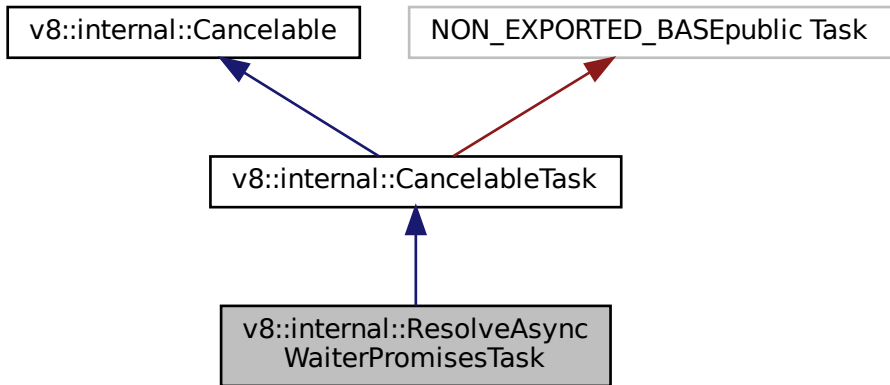 v8::internal::Cancelable
NON_EXPORTED_BASEpublic Task
v8::internal::CancelableTask
v8::internal::ResolveAsync
WaiterPromisesTask